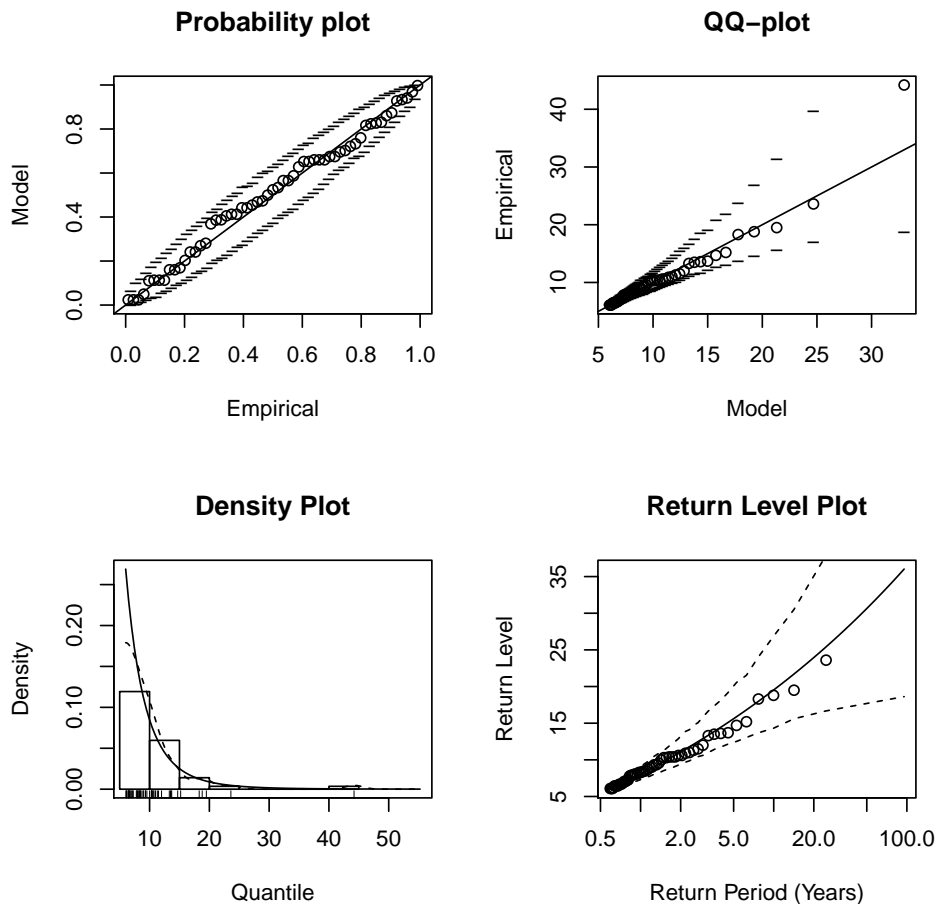 Probability plot
Model
0.0 0.4 0.8
0.0 0.2 0.4 0.6 0.8 1.0
Empirical
QQ−plot
Empirical
10 20 30 40
5 10 15 20 25 30
Model
Density Plot
Density
0.00 0.10 0.20
10 20 30 40 50
Quantile
Return Level Plot
Return Level
5 15 25 35
0.5 2.0 5.0 20.0 100.0
Return Period (Years)